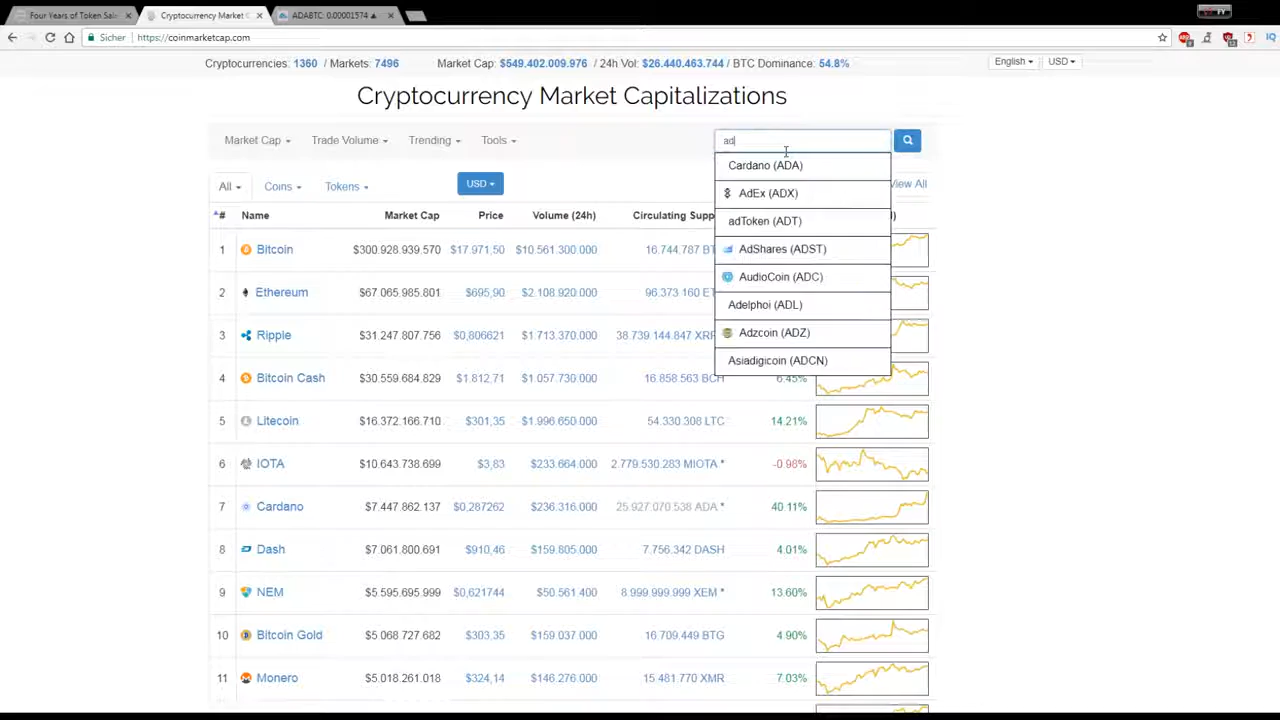 Four Years of Token Sal
Cryptocurrency Market C
ADABTC: 0.00001574 ▲
Sicher
https://coinmarketcap.com
Cryptocurrencies: 1360 / Markets: 7496
Market Cap: $549.402.009.976 / 24h Vol: $26.440.463.744 / BTC Dominance: 54.8%
English
USD
Cryptocurrency Market Capitalizations
Market Cap
Trade Volume
Trending
Tools
ad
Cardano (ADA)
AdEx (ADX)
adToken (ADT)
AdShares (ADST)
AudioCoin (ADC)
Adelphoi (ADL)
Adzcoin (ADZ)
Asiadigicoin (ADCN)
All
Coins
Tokens
USD
View All
# Name Market Cap Price Volume (24h) Circulating Supp
1 Bitcoin $300.928.939.570 $17.971,50 $10.561.300.000 16.744.787 BT
2 Ethereum $67.065.985.801 $695,90 $2.108.920.000 96.373.160 ET
3 Ripple $31.247.807.756 $0,806621 $1.713.370.000 38.739.144.847 XRP
4 Bitcoin Cash $30.559.684.829 $1.812,71 $1.057.730.000 16.858.563 BCH 6.45%
5 Litecoin $16.372.166.710 $301,35 $1.996.650.000 54.330.308 LTC 14.21%
6 IOTA $10.643.738.699 $3,83 $233.664.000 2.779.530.283 MIOTA * -0.98%
7 Cardano $7.447.862.137 $0,287262 $236.316.000 25.927.070.538 ADA * 40.11%
8 Dash $7.061.800.691 $910,46 $159.805.000 7.756.342 DASH 4.01%
9 NEM $5.595.695.999 $0,621744 $50.561.400 8.999.999.999 XEM * 13.60%
10 Bitcoin Gold $5.068.727.682 $303,35 $159.037.000 16.709.449 BTG 4.90%
11 Monero $5.018.261.018 $324,14 $146.276.000 15.481.770 XMR 7.03%